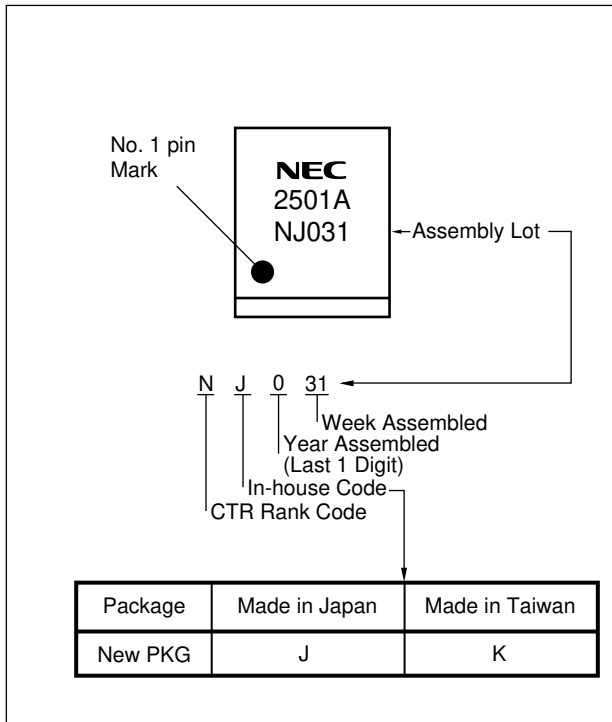 No. 1 pin
Mark
NEC
2501A
NJ031
Assembly Lot
N J 0 31
Week Assembled
Year Assembled
(Last 1 Digit)
In-house Code
CTR Rank Code
Package Made in Japan Made in Taiwan
New PKG J K